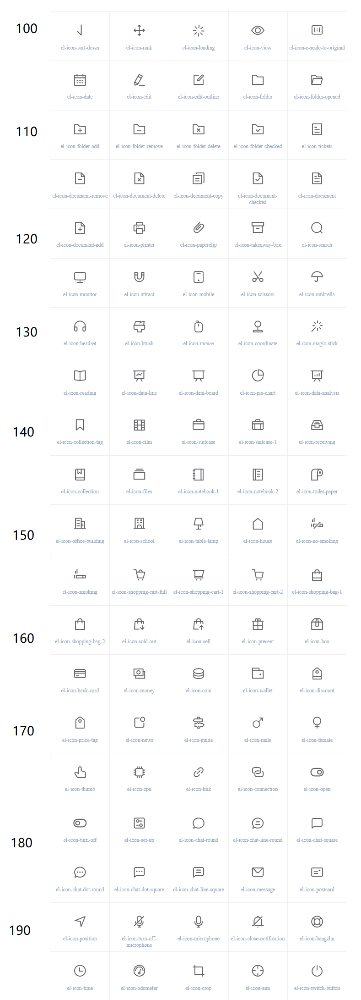 100
el-icon-sort-down el-icon-rank el-icon-loading el-icon-view el-icon-c-scale-to-original
el-icon-date el-icon-edit el-icon-edit-outline el-icon-folder el-icon-folder-opened
110
el-icon-folder-add el-icon-folder-remove el-icon-folder-delete el-icon-folder-checked el-icon-tickets
el-icon-document-remove el-icon-document-delete el-icon-document-copy el-icon-document- el-icon-document
checked
120
el-icon-document-add el-icon-printer el-icon-paperclip el-icon-takeaway-box el-icon-search
el-icon-monitor el-icon-attract el-icon-mobile el-icon-scissors el-icon-umbrella
130
el-icon-headset el-icon-brush el-icon-mouse el-icon-coordinate el-icon-magic-stick
el-icon-reading el-icon-data-line el-icon-data-board el-icon-pie-chart el-icon-data-analysis
140
el-icon-collection-tag el-icon-film el-icon-suitcase el-icon-suitcase-1 el-icon-receiving
el-icon-collection el-icon-files el-icon-notebook-1 el-icon-notebook-2 el-icon-toilet-paper
150
el-icon-office-building el-icon-school el-icon-table-lamp el-icon-house el-icon-no-smoking
el-icon-smoking el-icon-shopping-cart-full el-icon-shopping-cart-1 el-icon-shopping-cart-2 el-icon-shopping-bag-1
160
el-icon-shopping-bag-2 el-icon-sold-out el-icon-sell el-icon-present el-icon-box
el-icon-bank-card el-icon-money el-icon-coin el-icon-wallet el-icon-discount
170
el-icon-price-tag el-icon-news el-icon-guide el-icon-male el-icon-female
el-icon-thumb el-icon-cpu el-icon-link el-icon-connection el-icon-open
180
el-icon-turn-off el-icon-set-up el-icon-chat-round el-icon-chat-line-round el-icon-chat-square
el-icon-chat-dot-round el-icon-chat-dot-square el-icon-chat-line-square el-icon-message el-icon-postcard
190
el-icon-position el-icon-turn-off- el-icon-microphone el-icon-close-notification el-icon-bangzhu
microphone
el-icon-time el-icon-odometer el-icon-crop el-icon-aim el-icon-switch-button